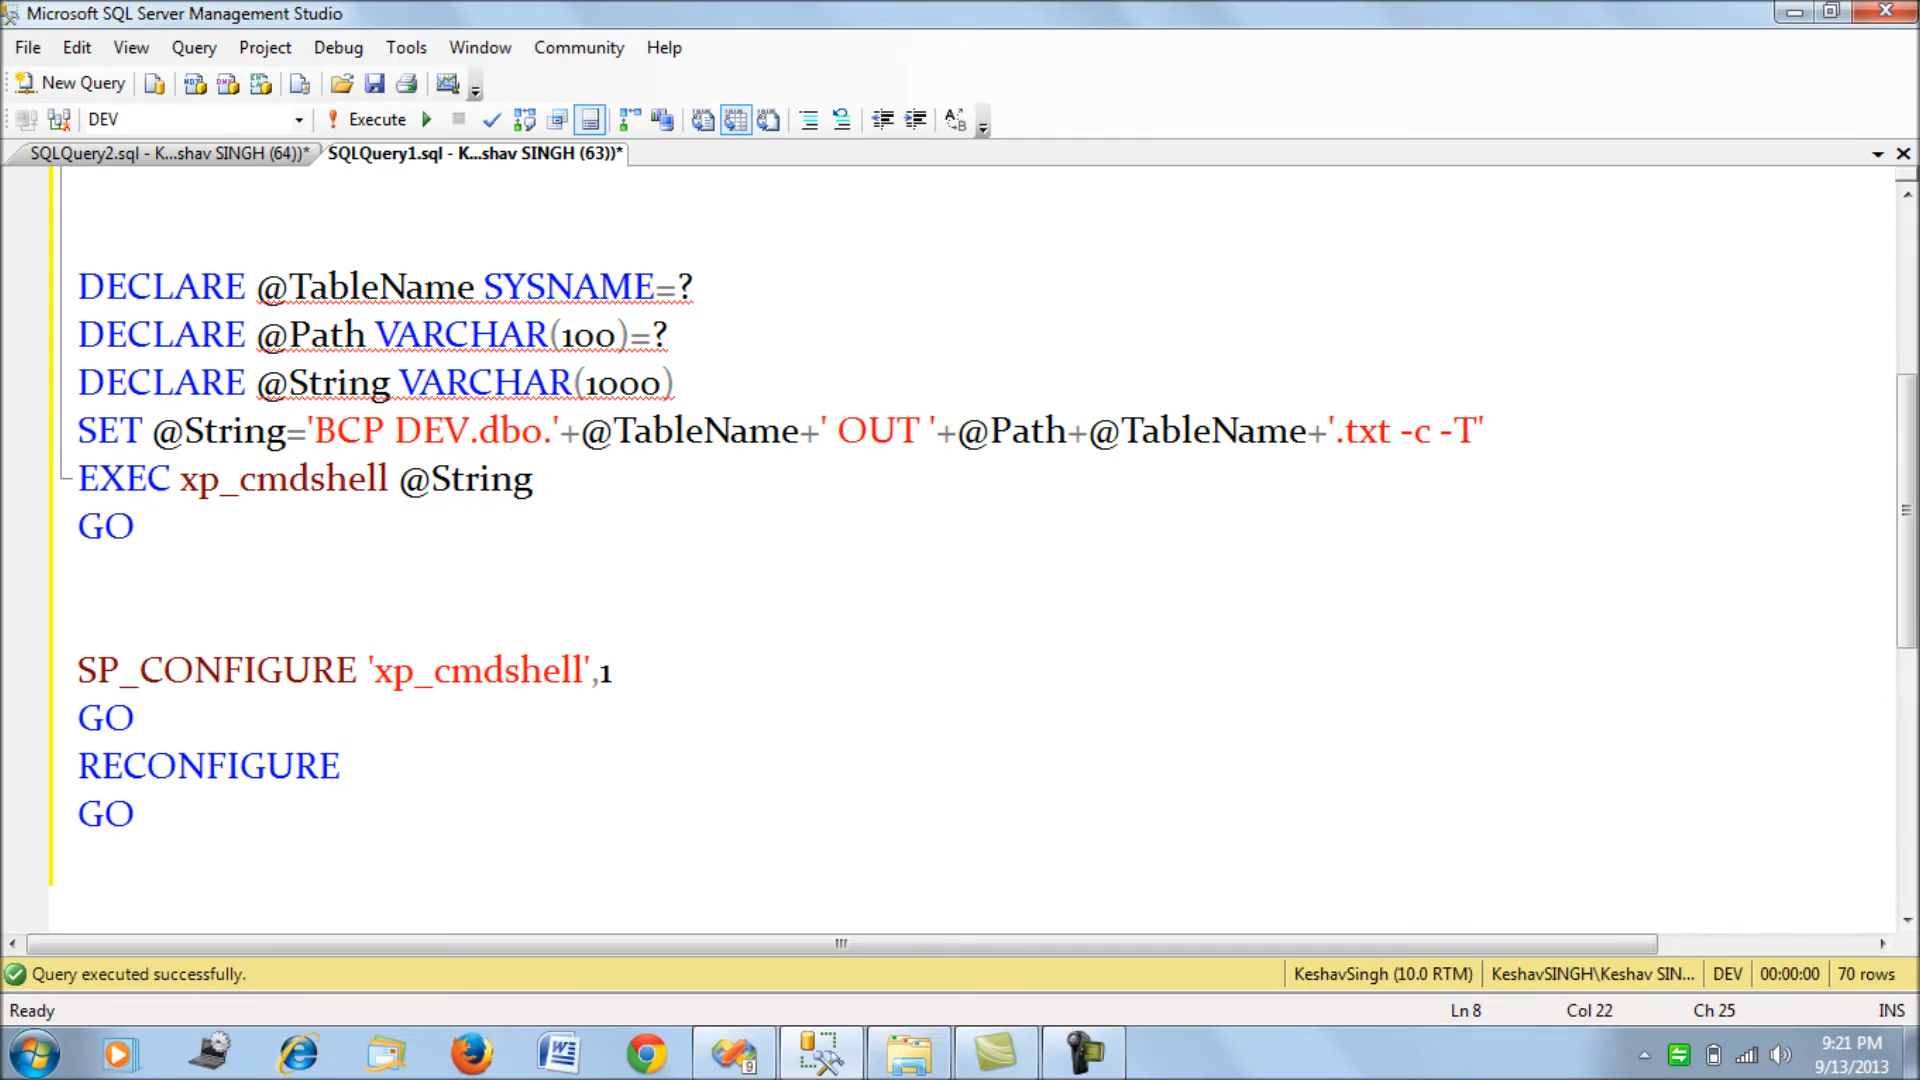 Microsoft SQL Server Management Studio
File Edit View Query Project Debug Tools Window Community Help
New Query
DEV Execute
SQLQuery2.sql - K...shav SINGH (64))* SQLQuery1.sql - K...shav SINGH (63))*
DECLARE @TableName SYSNAME=?
DECLARE @Path VARCHAR(100)=?
DECLARE @String VARCHAR(1000)
SET @String='BCP DEV.dbo.'+@TableName+' OUT '+@Path+@TableName+'.txt -c -T'
EXEC xp_cmdshell @String
GO
SP_CONFIGURE 'xp_cmdshell',1
GO
RECONFIGURE
GO
Query executed successfully. KeshavSingh (10.0 RTM) KeshavSINGH\Keshav SIN... DEV 00:00:00 70 rows
Ready Ln 8 Col 22 Ch 25 INS
9:21 PM
9/13/2013